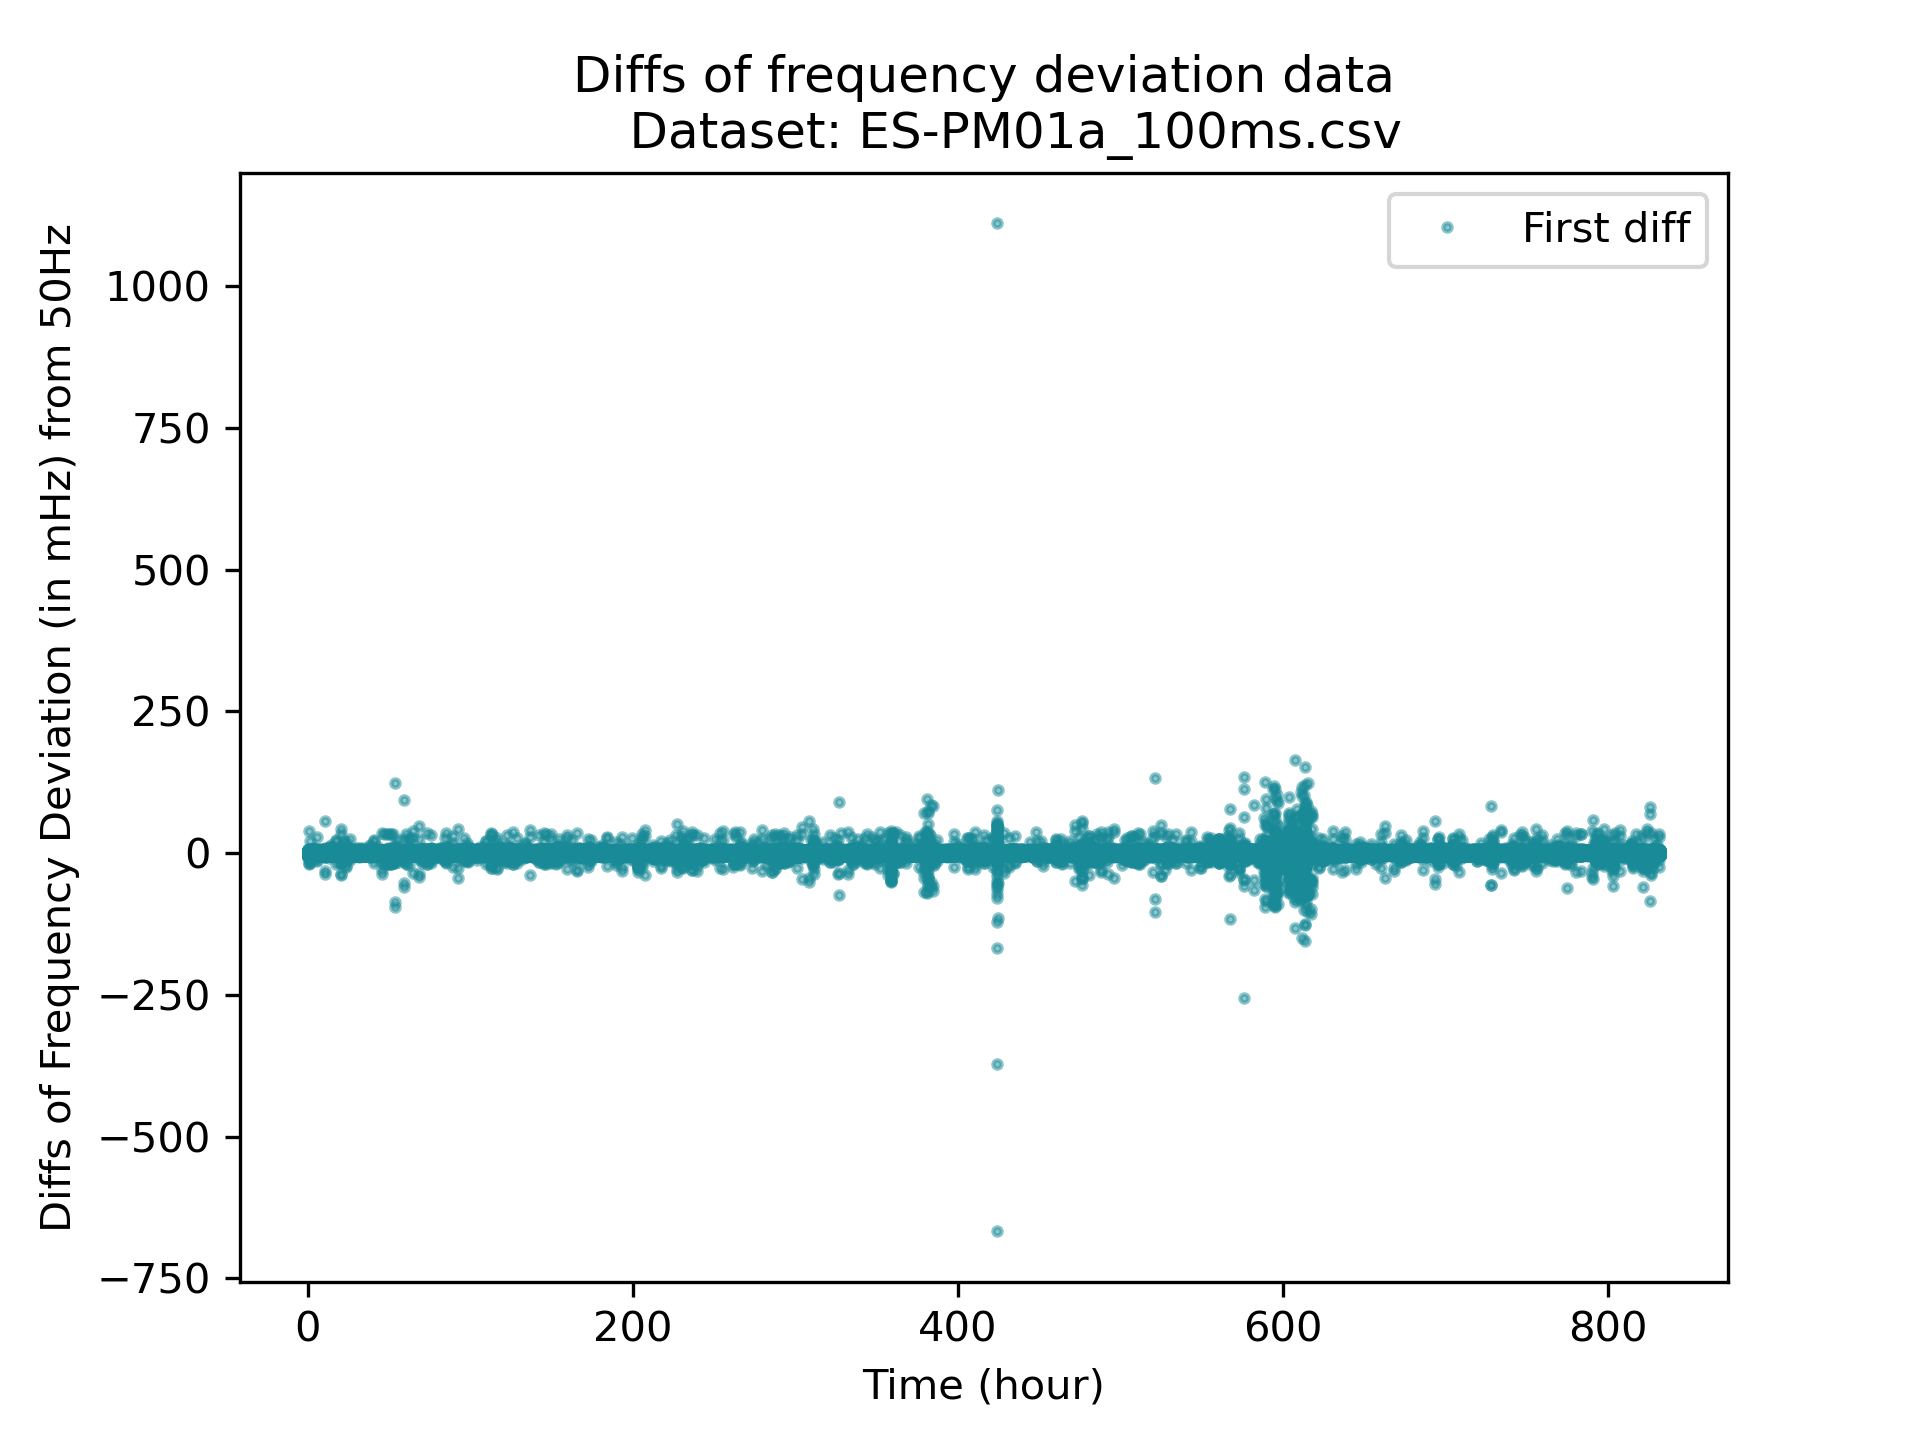 Diffs of frequency deviation data
Dataset: ES-PM01a_100ms.csv
First diff
Diffs of Frequency Deviation (in mHz) from 50Hz
1000
750
500
250
0
−250
−500
−750
0 200 400 600 800
Time (hour)